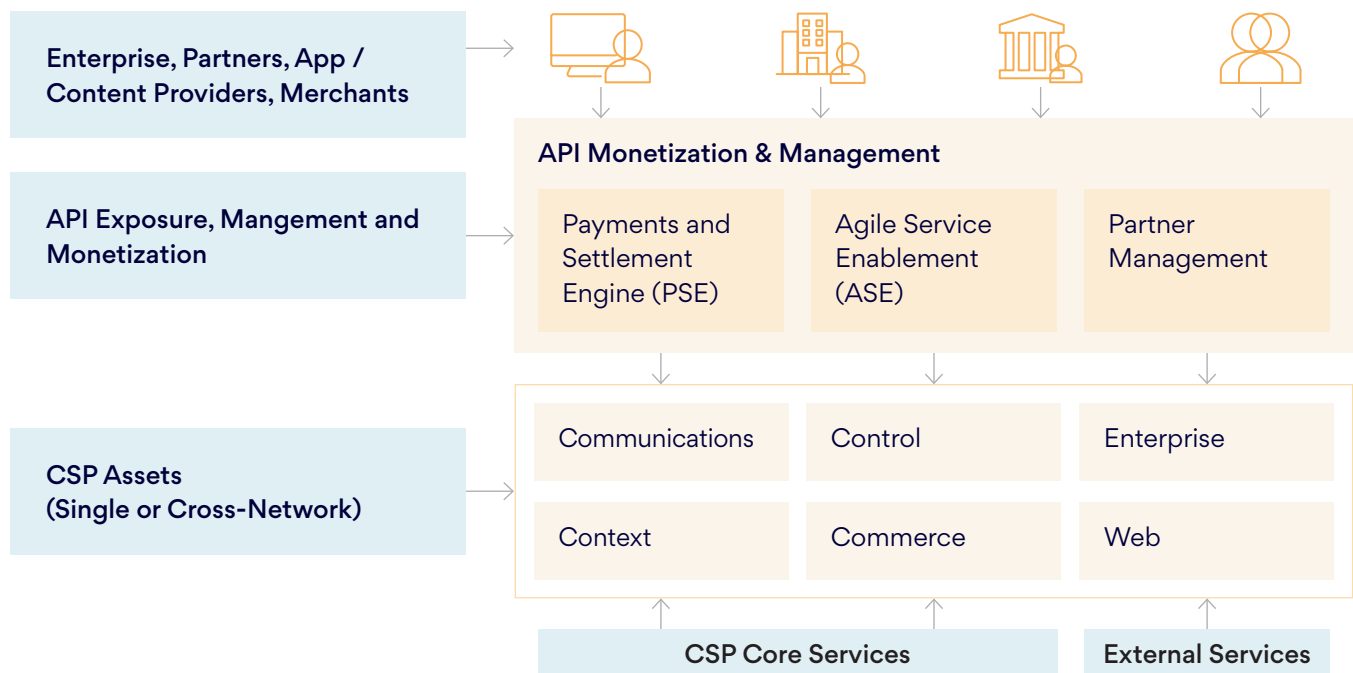 Enterprise, Partners, App /
Content Providers, Merchants
API Monetization & Management
API Exposure, Mangement and
Monetization
Payments and
Settlement
Engine (PSE)
Agile Service
Enablement
(ASE)
Partner
Management
CSP Assets
(Single or Cross-Network)
Communications
Control
Enterprise
Context
Commerce
Web
CSP Core Services
External Services